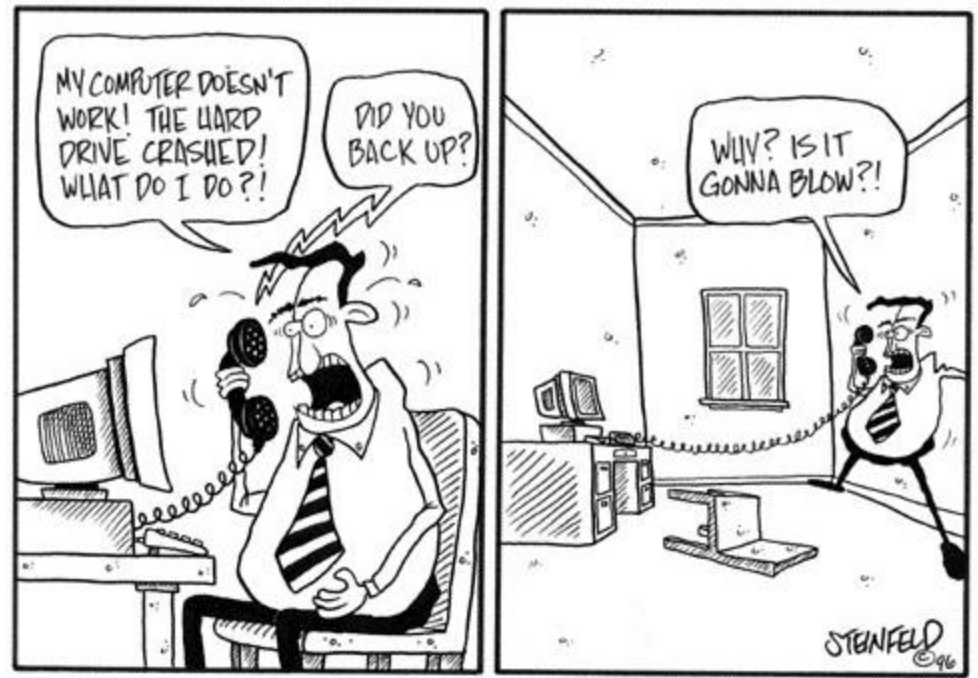 MY COMPUTER DOESN'T
WORK! THE HARD
DRIVE CRASHED!
WHAT DO I DO?!
DID YOU
BACK UP?
WHY? IS IT
GONNA BLOW?!
STEINFELD
©96